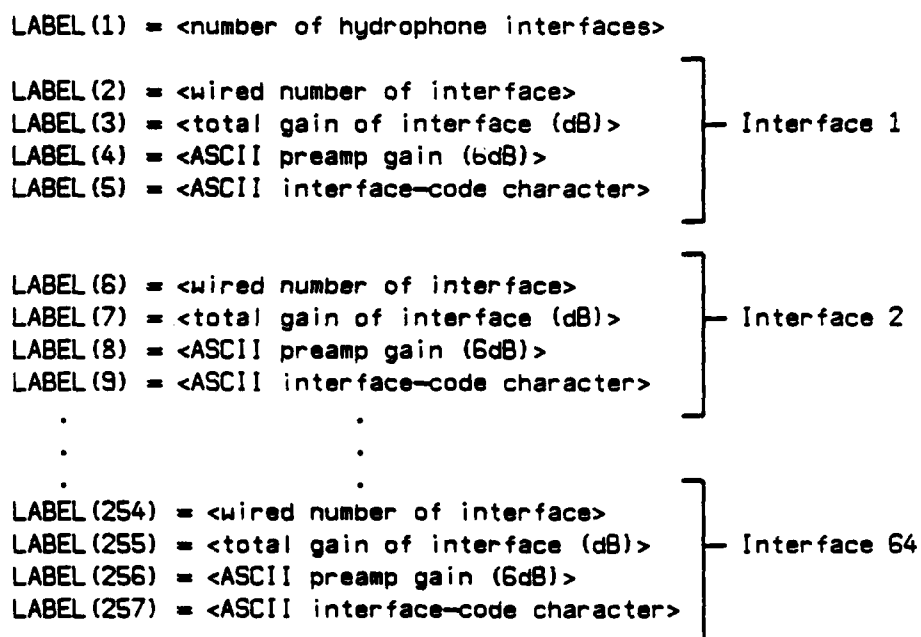 LABEL(1) = <number of hydrophone interfaces>
LABEL(2) = <wired number of interface>
LABEL(3) = <total gain of interface (dB)>
LABEL(4) = <ASCII preamp gain (6dB)>
LABEL(5) = <ASCII interface-code character>
Interface 1
LABEL(6) = <wired number of interface>
LABEL(7) = <total gain of interface (dB)>
LABEL(8) = <ASCII preamp gain (6dB)>
LABEL(9) = <ASCII interface-code character>
Interface 2
. .
. .
. .
LABEL(254) = <wired number of interface>
LABEL(255) = <total gain of interface (dB)>
LABEL(256) = <ASCII preamp gain (6dB)>
LABEL(257) = <ASCII interface-code character>
Interface 64